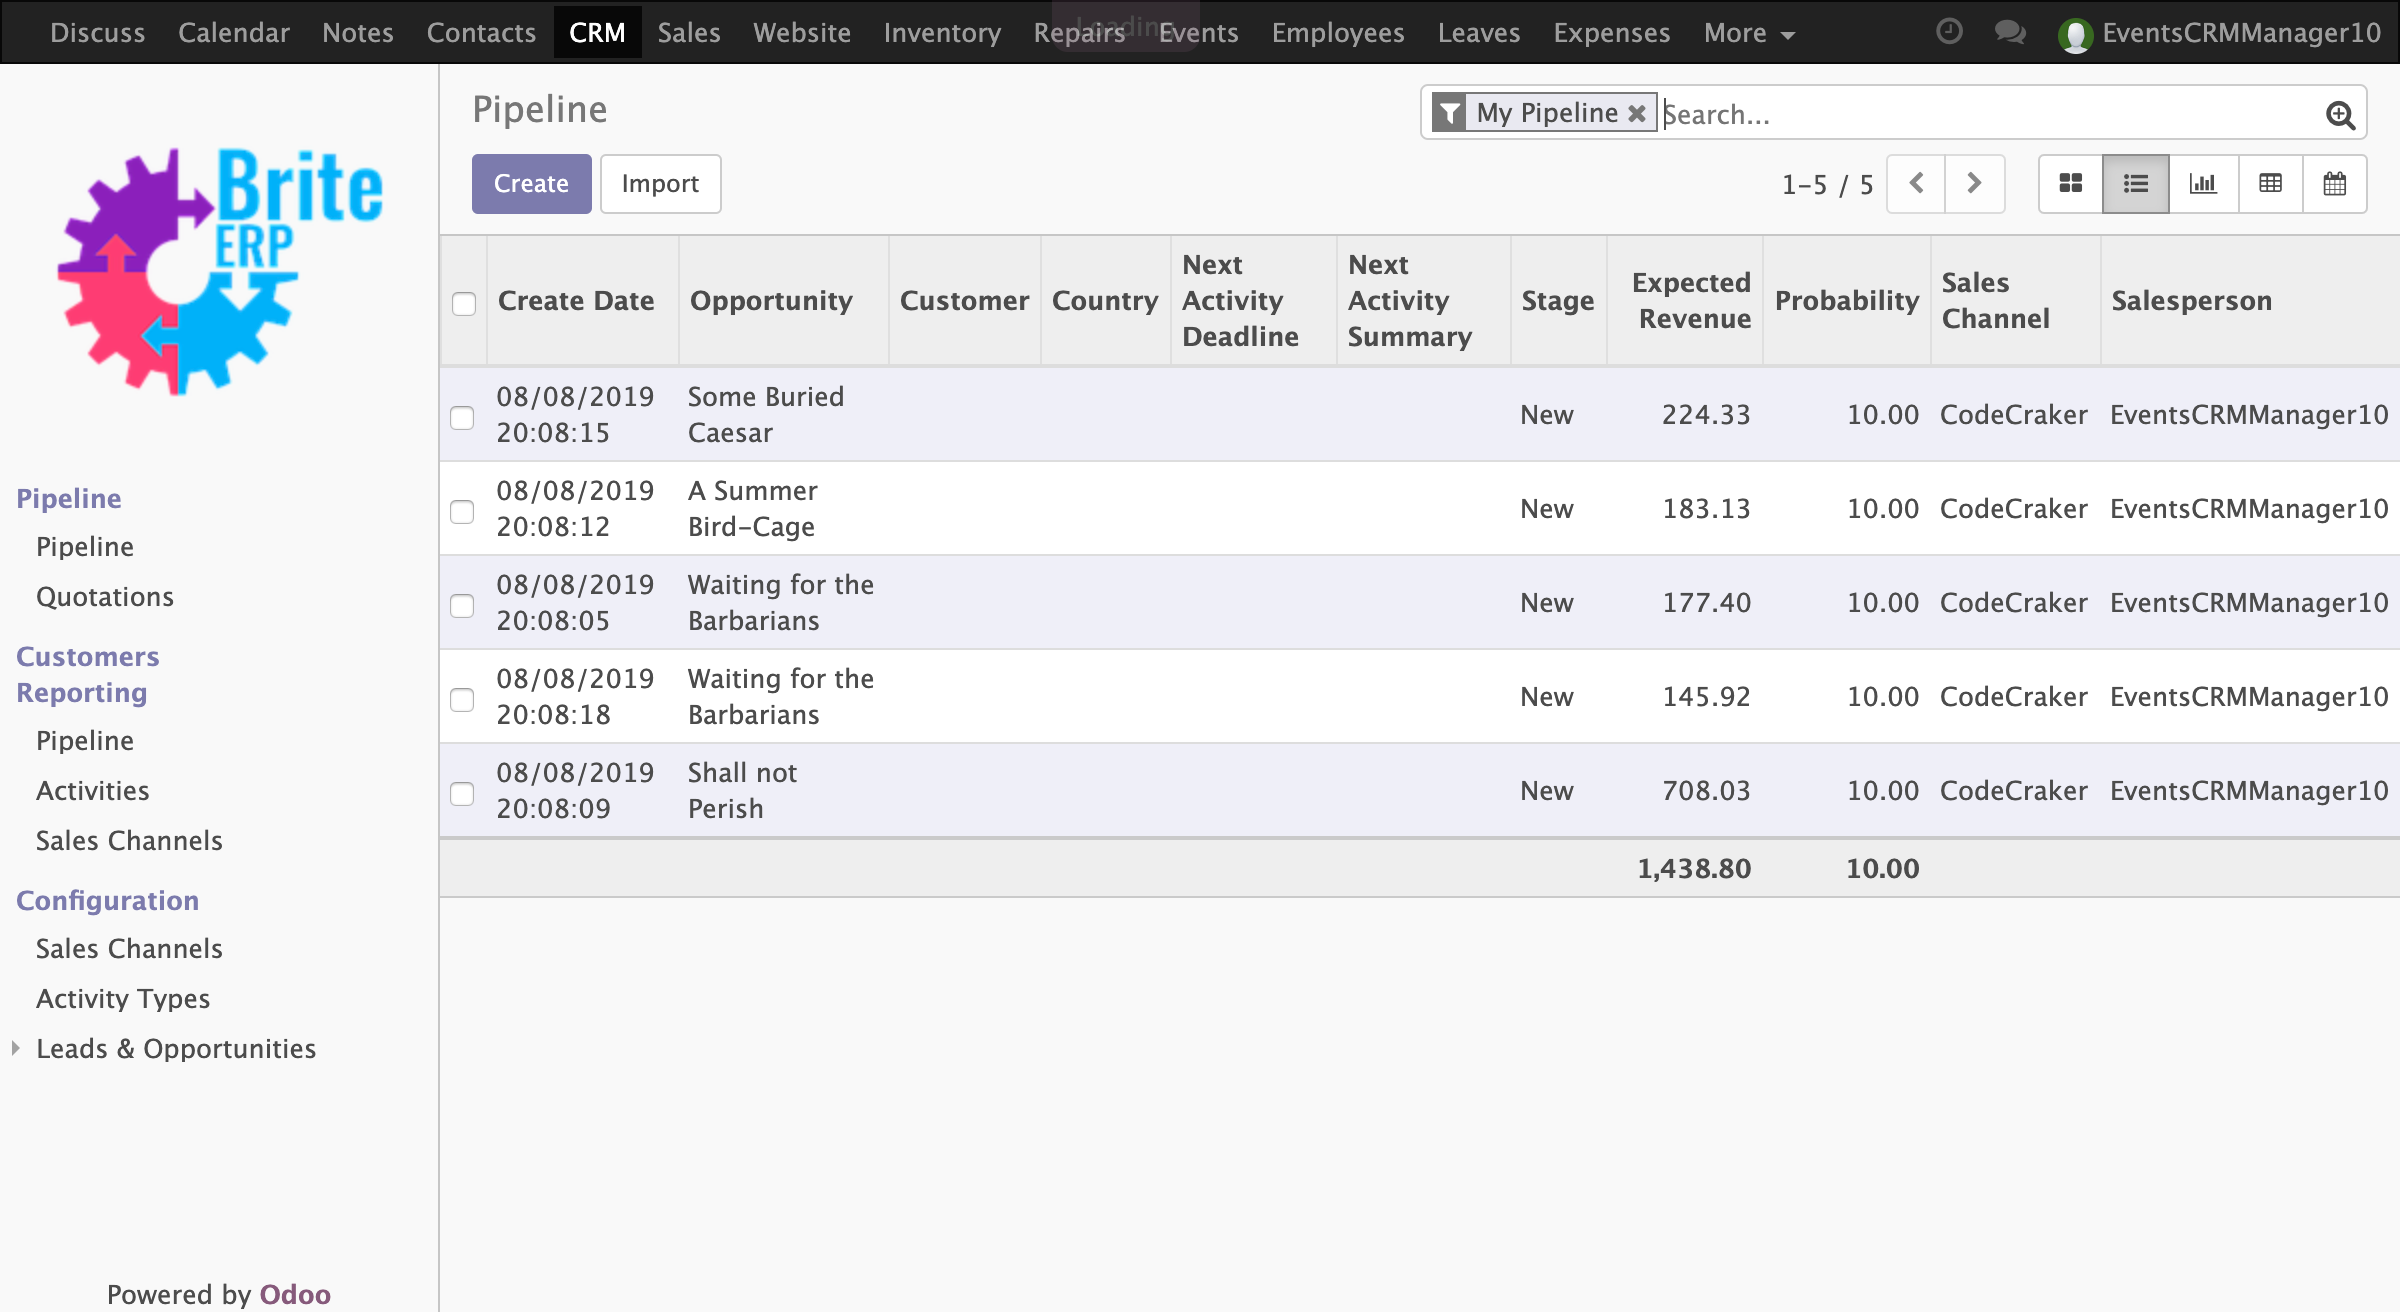 Discuss Calendar Notes Contacts CRM Sales Website Inventory Repairs Events Employees Leaves Expenses More EventsCRMManager10
Loading
Brite
ERP
Pipeline
Pipeline
Quotations
Customers
Reporting
Pipeline
Activities
Sales Channels
Configuration
Sales Channels
Activity Types
Leads & Opportunities
Powered by Odoo
Pipeline
My Pipeline Search...
Create Import
1-5 / 5
Create Date Opportunity Customer Country Next Activity Deadline Next Activity Summary Stage Expected Revenue Probability Sales Channel Salesperson
08/08/2019 20:08:15 Some Buried Caesar New 224.33 10.00 CodeCraker EventsCRMManager10
08/08/2019 20:08:12 A Summer Bird-Cage New 183.13 10.00 CodeCraker EventsCRMManager10
08/08/2019 20:08:05 Waiting for the Barbarians New 177.40 10.00 CodeCraker EventsCRMManager10
08/08/2019 20:08:18 Waiting for the Barbarians New 145.92 10.00 CodeCraker EventsCRMManager10
08/08/2019 20:08:09 Shall not Perish New 708.03 10.00 CodeCraker EventsCRMManager10
1,438.80 10.00